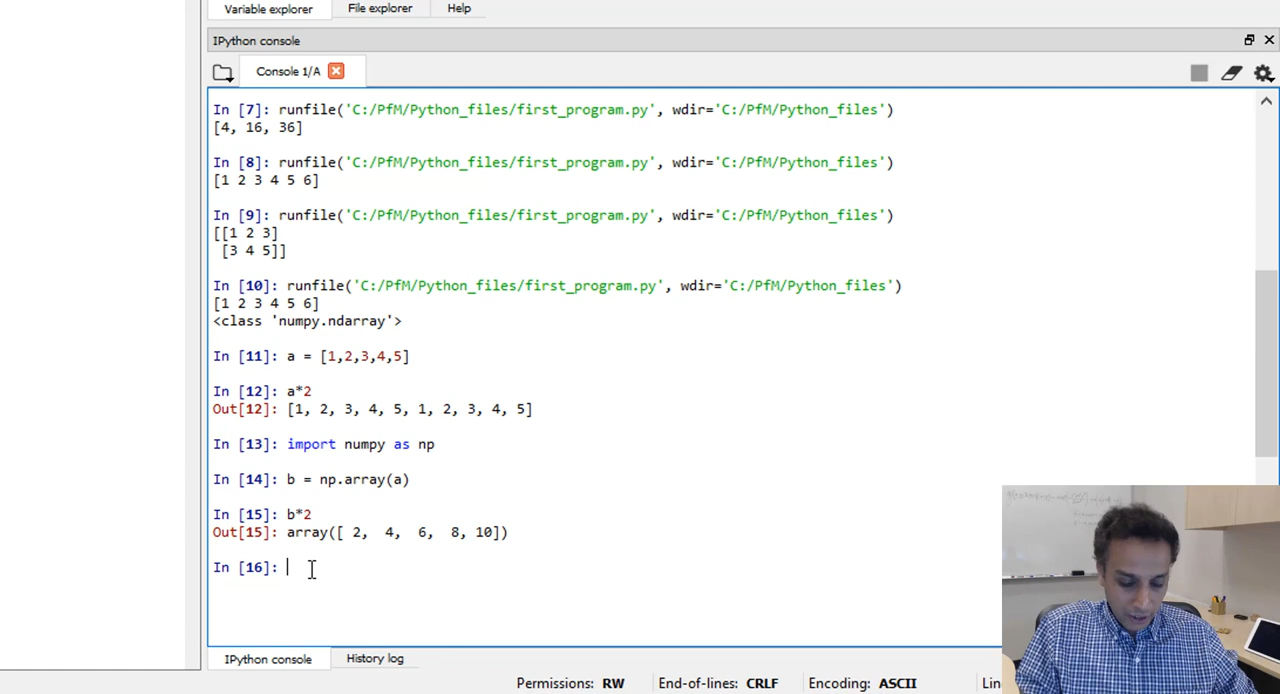 Variable explorer File explorer Help
IPython console
Console 1/A
In [7]: runfile('C:/PfM/Python_files/first_program.py', wdir='C:/PfM/Python_files')
[4, 16, 36]
In [8]: runfile('C:/PfM/Python_files/first_program.py', wdir='C:/PfM/Python_files')
[1 2 3 4 5 6]
In [9]: runfile('C:/PfM/Python_files/first_program.py', wdir='C:/PfM/Python_files')
[[1 2 3]
 [3 4 5]]
In [10]: runfile('C:/PfM/Python_files/first_program.py', wdir='C:/PfM/Python_files')
[1 2 3 4 5 6]
<class 'numpy.ndarray'>
In [11]: a = [1,2,3,4,5]
In [12]: a*2
Out[12]: [1, 2, 3, 4, 5, 1, 2, 3, 4, 5]
In [13]: import numpy as np
In [14]: b = np.array(a)
In [15]: b*2
Out[15]: array([ 2,  4,  6,  8, 10])
In [16]:
IPython console History log
Permissions: RW End-of-lines: CRLF Encoding: ASCII Lin